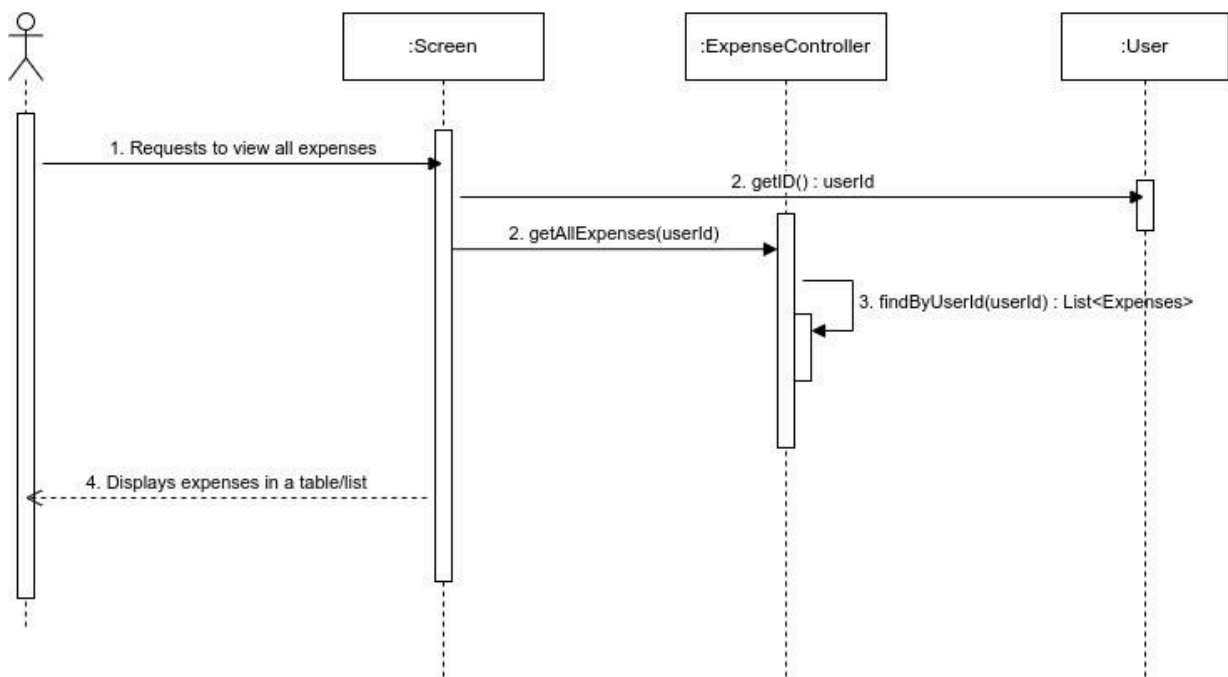 :Screen
:ExpenseController
:User
1. Requests to view all expenses
2. getID() : userId
2. getAllExpenses(userId)
3. findByUserId(userId) : List<Expenses>
4. Displays expenses in a table/list